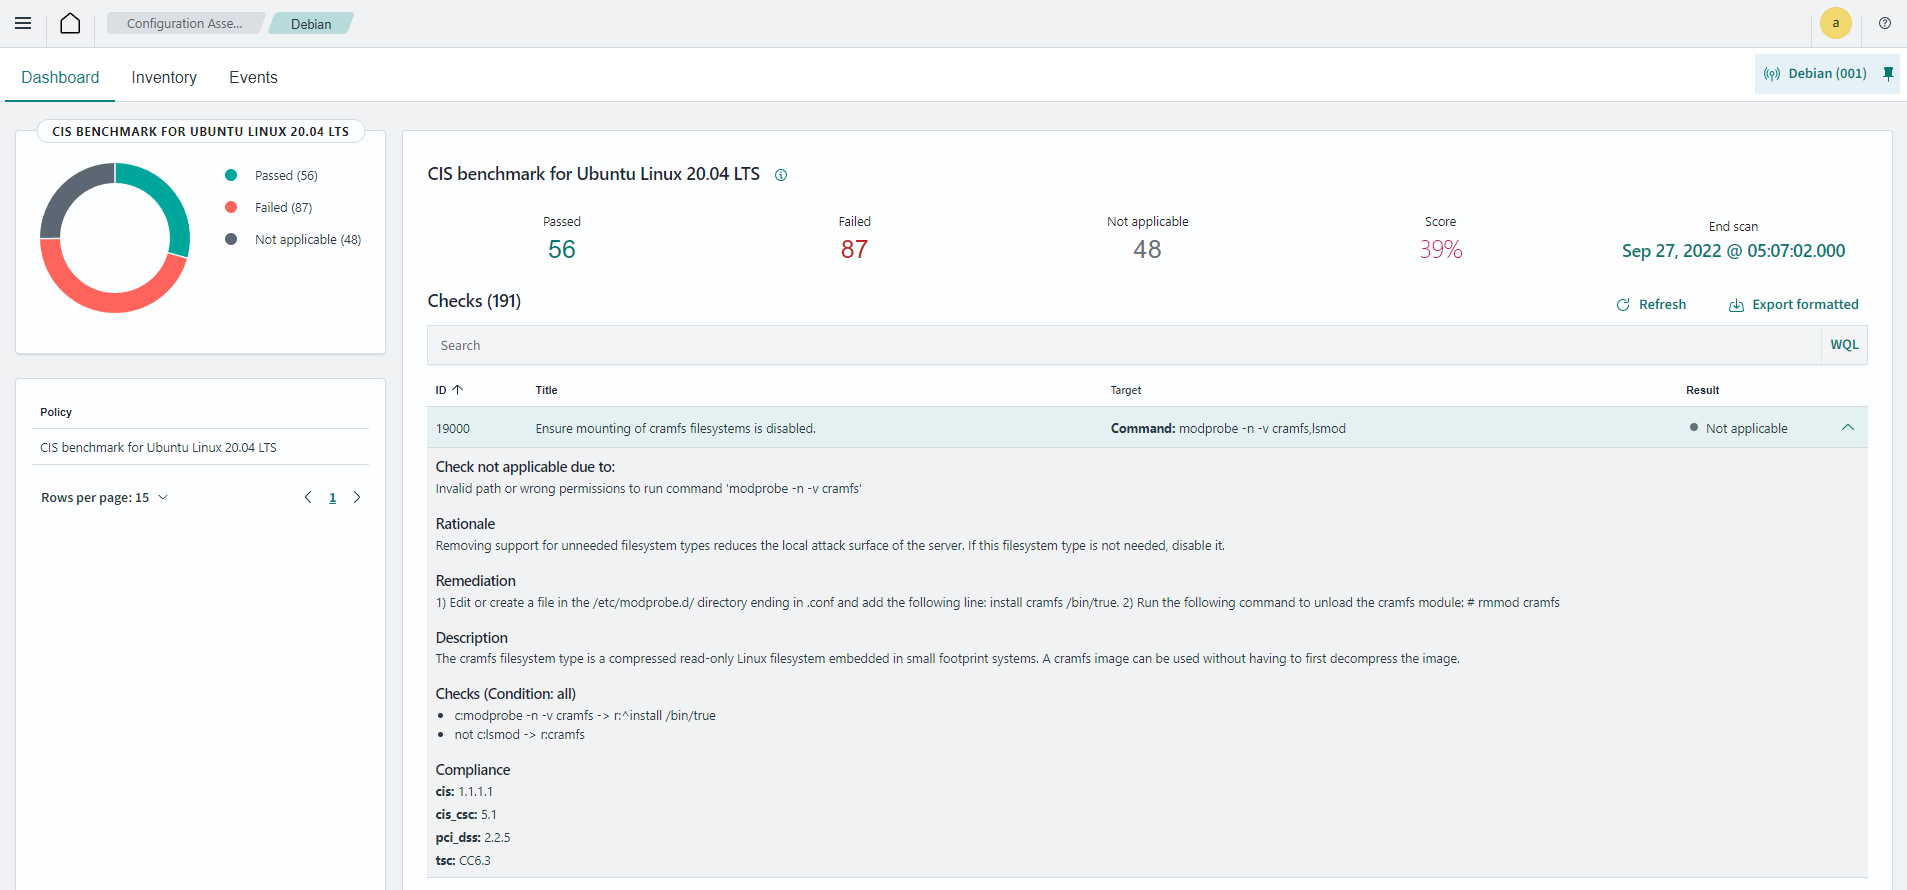 Configuration Asse...
Debian
a
Dashboard
Inventory
Events
Debian (001)
CIS BENCHMARK FOR UBUNTU LINUX 20.04 LTS
Passed (56)
Failed (87)
Not applicable (48)
Policy
CIS benchmark for Ubuntu Linux 20.04 LTS
Rows per page: 15
1
CIS benchmark for Ubuntu Linux 20.04 LTS
Passed
56
Failed
87
Not applicable
48
Score
39%
End scan
Sep 27, 2022 @ 05:07:02.000
Checks (191)
Refresh
Export formatted
Search
WQL
ID
Title
Target
Result
19000
Ensure mounting of cramfs filesystems is disabled.
Command: modprobe -n -v cramfs,lsmod
Not applicable
Check not applicable due to:
Invalid path or wrong permissions to run command 'modprobe -n -v cramfs'
Rationale
Removing support for unneeded filesystem types reduces the local attack surface of the server. If this filesystem type is not needed, disable it.
Remediation
1) Edit or create a file in the /etc/modprobe.d/ directory ending in .conf and add the following line: install cramfs /bin/true. 2) Run the following command to unload the cramfs module: # rmmod cramfs
Description
The cramfs filesystem type is a compressed read-only Linux filesystem embedded in small footprint systems. A cramfs image can be used without having to first decompress the image.
Checks (Condition: all)
• c:modprobe -n -v cramfs -> r:^install /bin/true
• not c:lsmod -> r:cramfs
Compliance
cis: 1.1.1.1
cis_csc: 5.1
pci_dss: 2.2.5
tsc: CC6.3